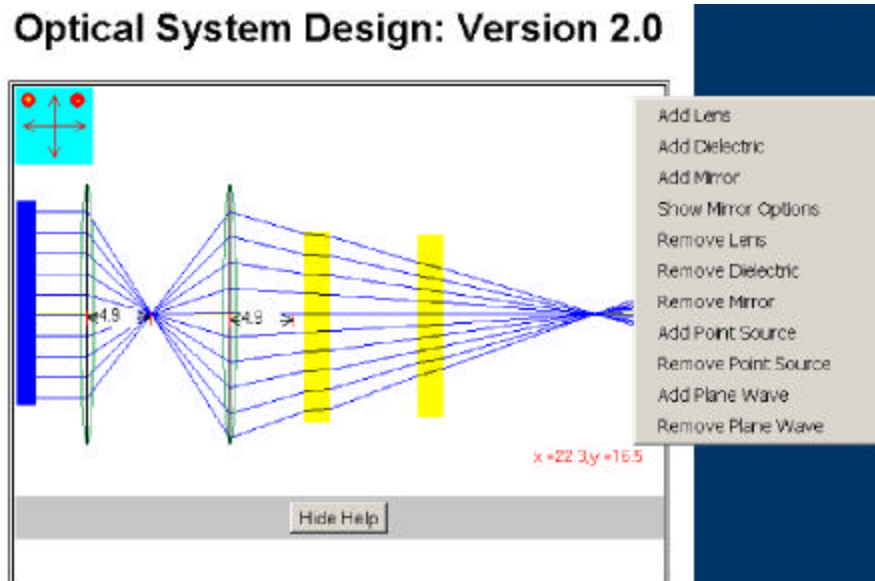 Optical System Design: Version 2.0
Add Lens
Add Dielectric
Add Mirror
Show Mirror Options
Remove Lens
Remove Dielectric
Remove Mirror
Add Point Source
Remove Point Source
Add Plane Wave
Remove Plane Wave
4.9
4.9
x =22.3,y =16.5
Hide Help